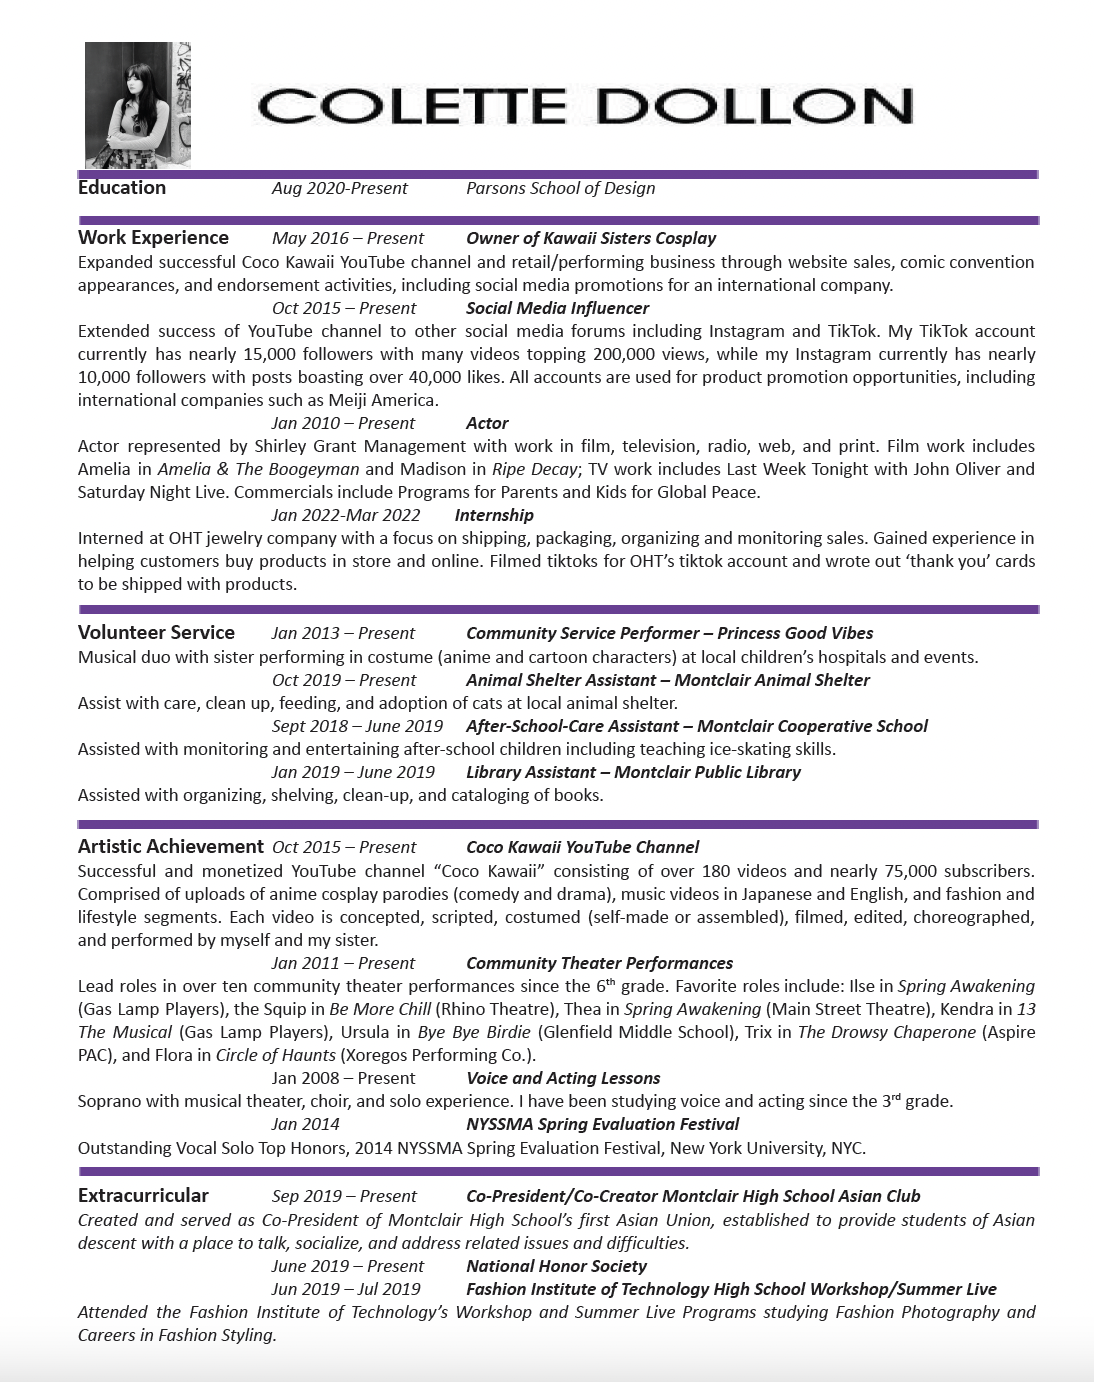 COLETTE DOLLON
Education Aug 2020-Present Parsons School of Design
Work Experience May 2016 – Present Owner of Kawaii Sisters Cosplay
Expanded successful Coco Kawaii YouTube channel and retail/performing business through website sales, comic convention
appearances, and endorsement activities, including social media promotions for an international company.
Oct 2015 – Present Social Media Influencer
Extended success of YouTube channel to other social media forums including Instagram and TikTok. My TikTok account
currently has nearly 15,000 followers with many videos topping 200,000 views, while my Instagram currently has nearly
10,000 followers with posts boasting over 40,000 likes. All accounts are used for product promotion opportunities, including
international companies such as Meiji America.
Jan 2010 – Present Actor
Actor represented by Shirley Grant Management with work in film, television, radio, web, and print. Film work includes
Amelia in Amelia & The Boogeyman and Madison in Ripe Decay; TV work includes Last Week Tonight with John Oliver and
Saturday Night Live. Commercials include Programs for Parents and Kids for Global Peace.
Jan 2022-Mar 2022 Internship
Interned at OHT jewelry company with a focus on shipping, packaging, organizing and monitoring sales. Gained experience in
helping customers buy products in store and online. Filmed tiktoks for OHT’s tiktok account and wrote out ‘thank you’ cards
to be shipped with products.
Volunteer Service Jan 2013 – Present Community Service Performer – Princess Good Vibes
Musical duo with sister performing in costume (anime and cartoon characters) at local children’s hospitals and events.
Oct 2019 – Present Animal Shelter Assistant – Montclair Animal Shelter
Assist with care, clean up, feeding, and adoption of cats at local animal shelter.
Sept 2018 – June 2019 After-School-Care Assistant – Montclair Cooperative School
Assisted with monitoring and entertaining after-school children including teaching ice-skating skills.
Jan 2019 – June 2019 Library Assistant – Montclair Public Library
Assisted with organizing, shelving, clean-up, and cataloging of books.
Artistic Achievement Oct 2015 – Present Coco Kawaii YouTube Channel
Successful and monetized YouTube channel “Coco Kawaii” consisting of over 180 videos and nearly 75,000 subscribers.
Comprised of uploads of anime cosplay parodies (comedy and drama), music videos in Japanese and English, and fashion and
lifestyle segments. Each video is concepted, scripted, costumed (self-made or assembled), filmed, edited, choreographed,
and performed by myself and my sister.
Jan 2011 – Present Community Theater Performances
Lead roles in over ten community theater performances since the 6th grade. Favorite roles include: Ilse in Spring Awakening
(Gas Lamp Players), the Squip in Be More Chill (Rhino Theatre), Thea in Spring Awakening (Main Street Theatre), Kendra in 13
The Musical (Gas Lamp Players), Ursula in Bye Bye Birdie (Glenfield Middle School), Trix in The Drowsy Chaperone (Aspire
PAC), and Flora in Circle of Haunts (Xoregos Performing Co.).
Jan 2008 – Present Voice and Acting Lessons
Soprano with musical theater, choir, and solo experience. I have been studying voice and acting since the 3rd grade.
Jan 2014 NYSSMA Spring Evaluation Festival
Outstanding Vocal Solo Top Honors, 2014 NYSSMA Spring Evaluation Festival, New York University, NYC.
Extracurricular Sep 2019 – Present Co-President/Co-Creator Montclair High School Asian Club
Created and served as Co-President of Montclair High School’s first Asian Union, established to provide students of Asian
descent with a place to talk, socialize, and address related issues and difficulties.
June 2019 – Present National Honor Society
Jun 2019 – Jul 2019 Fashion Institute of Technology High School Workshop/Summer Live
Attended the Fashion Institute of Technology’s Workshop and Summer Live Programs studying Fashion Photography and
Careers in Fashion Styling.